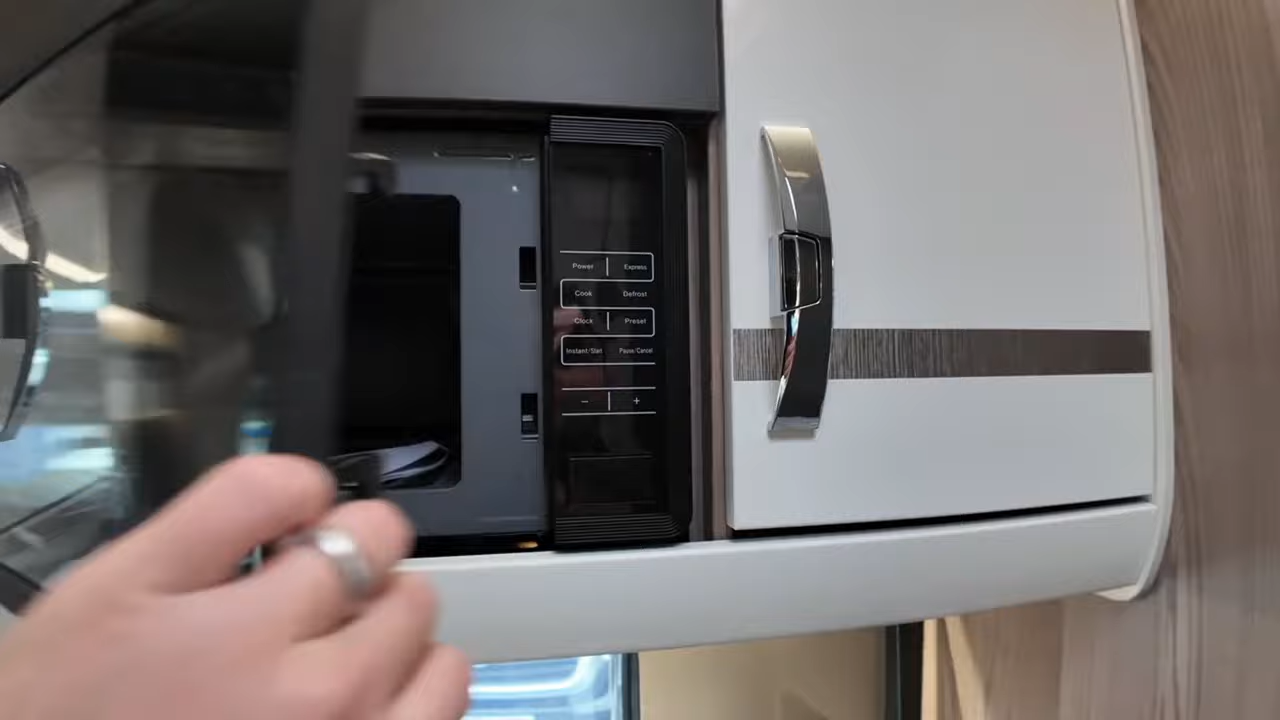 Power Express
Cook Defrost
Clock Preset
Instant/Start Pause/Cancel
− +